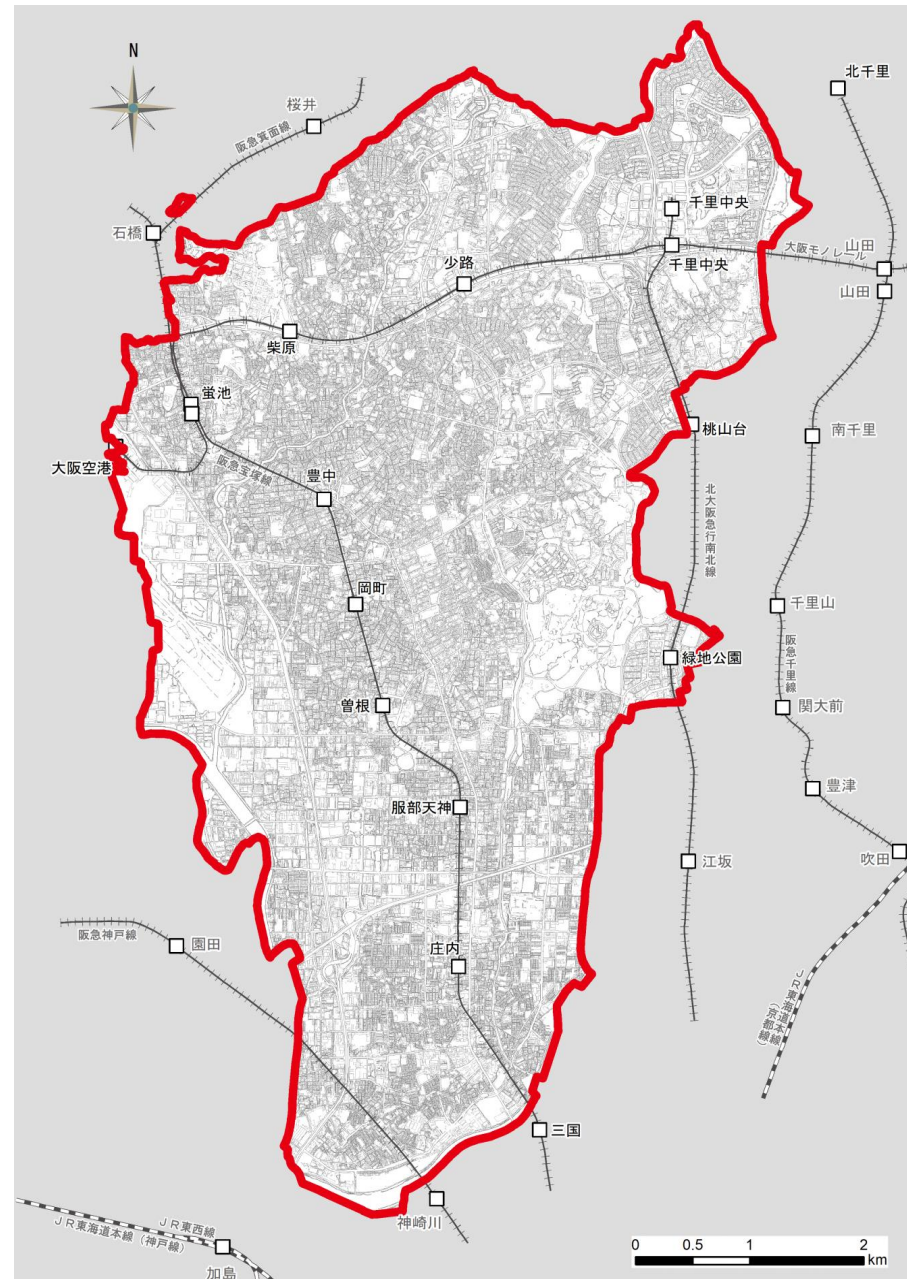 N
北千里
桜井
阪急箕面線
千里中央
石橋
千里中央
大阪モノレール
山田
少路
山田
柴原
蛍池
桃山台
南千里
大阪空港
阪急宝塚線
豊中
北大阪急行南北線
岡町
千里山
阪急千里線
緑地公園
曽根
関大前
豊津
服部天神
江坂
吹田
阪急神戸線
園田
庄内
JR東海道本線
(京都線)
三国
神崎川
JR東西線
JR東海道本線(神戸線)
加島
0 0.5 1 2
km